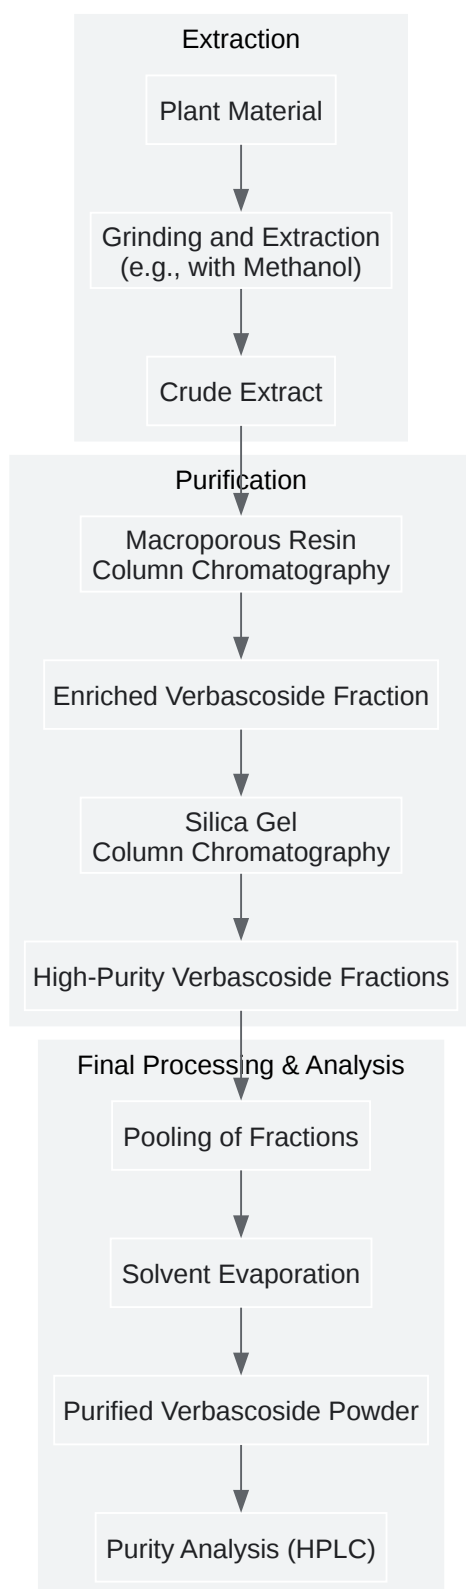 Extraction
Plant Material
Grinding and Extraction
(e.g., with Methanol)
Crude Extract
Purification
Macroporous Resin
Column Chromatography
Enriched Verbascoside Fraction
Silica Gel
Column Chromatography
High-Purity Verbascoside Fractions
Final Processing & Analysis
Pooling of Fractions
Solvent Evaporation
Purified Verbascoside Powder
Purity Analysis (HPLC)